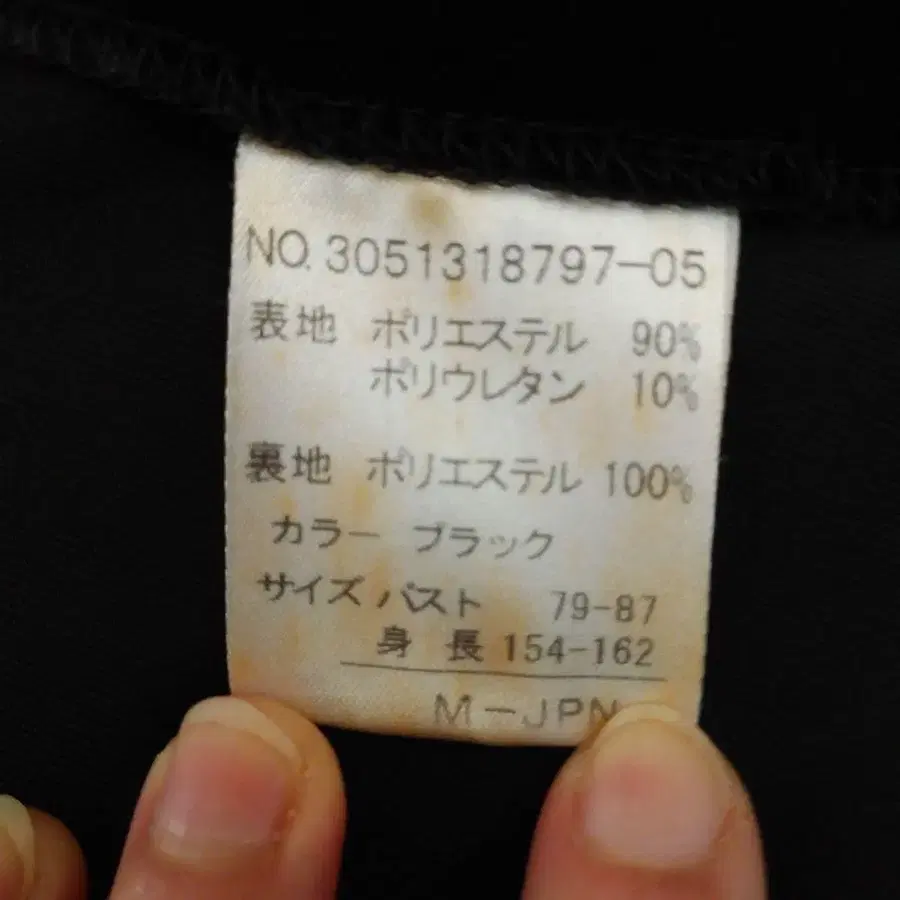 NO. 3051318797-05
表地 ポリエステル 90%
ポリウレタン 10%
裏地 ポリエステル 100%
カラー ブラック
サイズ バスト 79-87
身長 154-162
M-JPN